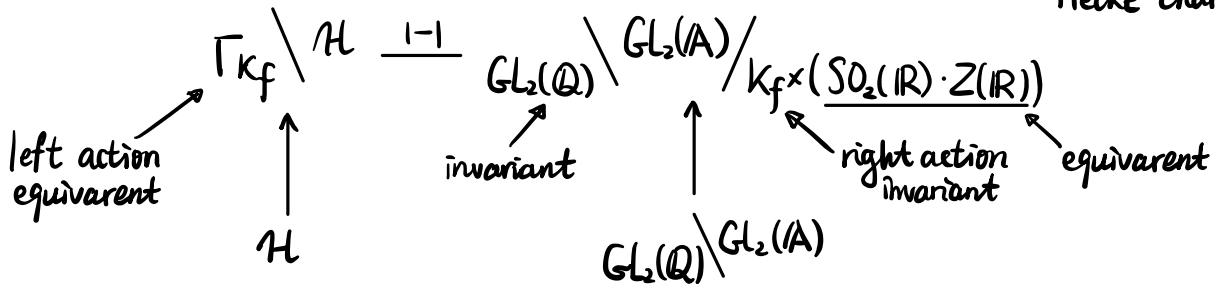 Γ_{K_f} \ H 1-1 GL₂(Q) \ GL₂(A) / K_f × (SO₂(R) · Z(R))
left action
equivarent
invariant
right action
invariant
equivarent
H
GL₂(Q) \ GL₂(A)